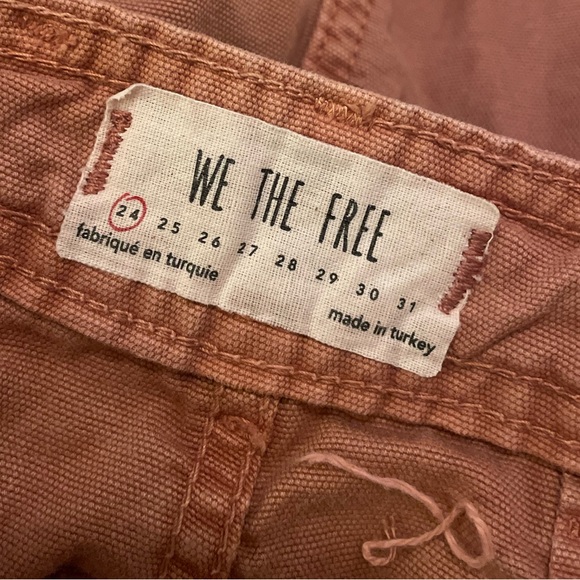 WE THE FREE
24 25 26 27 28 29 30 31
fabriqué en turquie
made in turkey